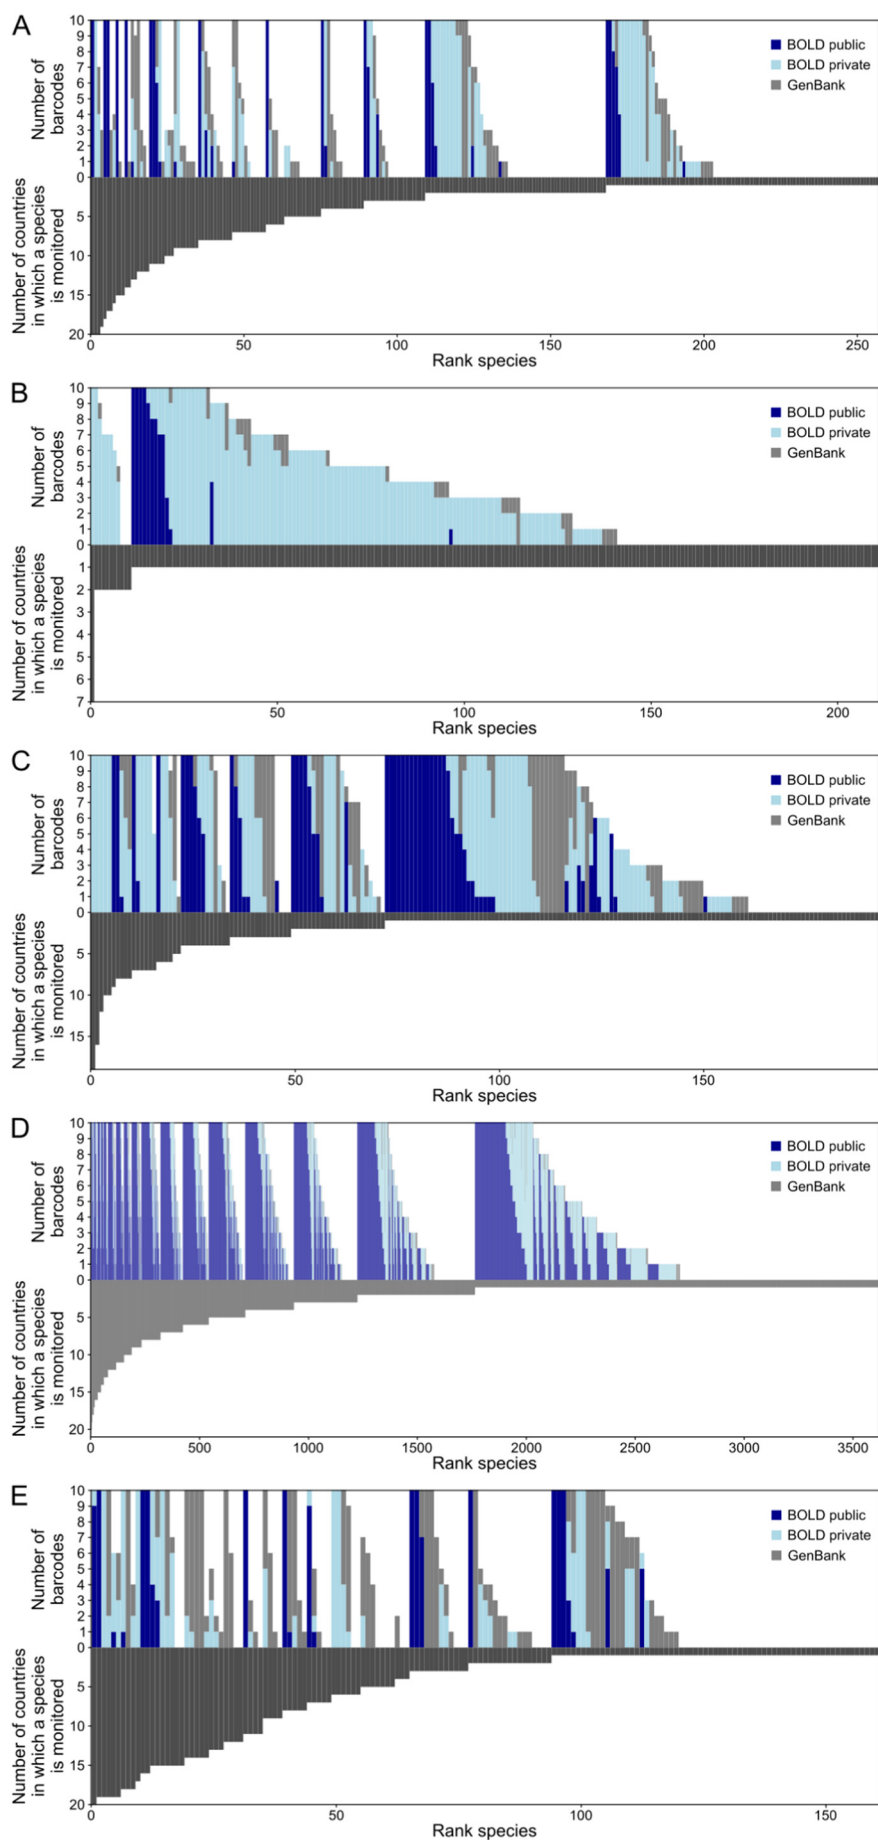 A
10
9
8
7
6
5
4
3
2
1
0
Number of
barcodes
BOLD public
BOLD private
GenBank
5
10
15
20
Number of countries
in which a species
is monitored
0 50 100 150 200 250
Rank species
B
10
9
8
7
6
5
4
3
2
1
0
Number of
barcodes
BOLD public
BOLD private
GenBank
1
2
3
4
5
6
7
Number of countries
in which a species
is monitored
0 50 100 150 200
Rank species
C
10
9
8
7
6
5
4
3
2
1
0
Number of
barcodes
BOLD public
BOLD private
GenBank
5
10
15
Number of countries
in which a species
is monitored
0 50 100 150
Rank species
D
10
9
8
7
6
5
4
3
2
1
0
Number of
barcodes
BOLD public
BOLD private
GenBank
5
10
15
20
Number of countries
in which a species
is monitored
0 500 1000 1500 2000 2500 3000 3500
Rank species
E
10
9
8
7
6
5
4
3
2
1
0
Number of
barcodes
BOLD public
BOLD private
GenBank
5
10
15
20
Number of countries
in which a species
is monitored
0 50 100 150
Rank species